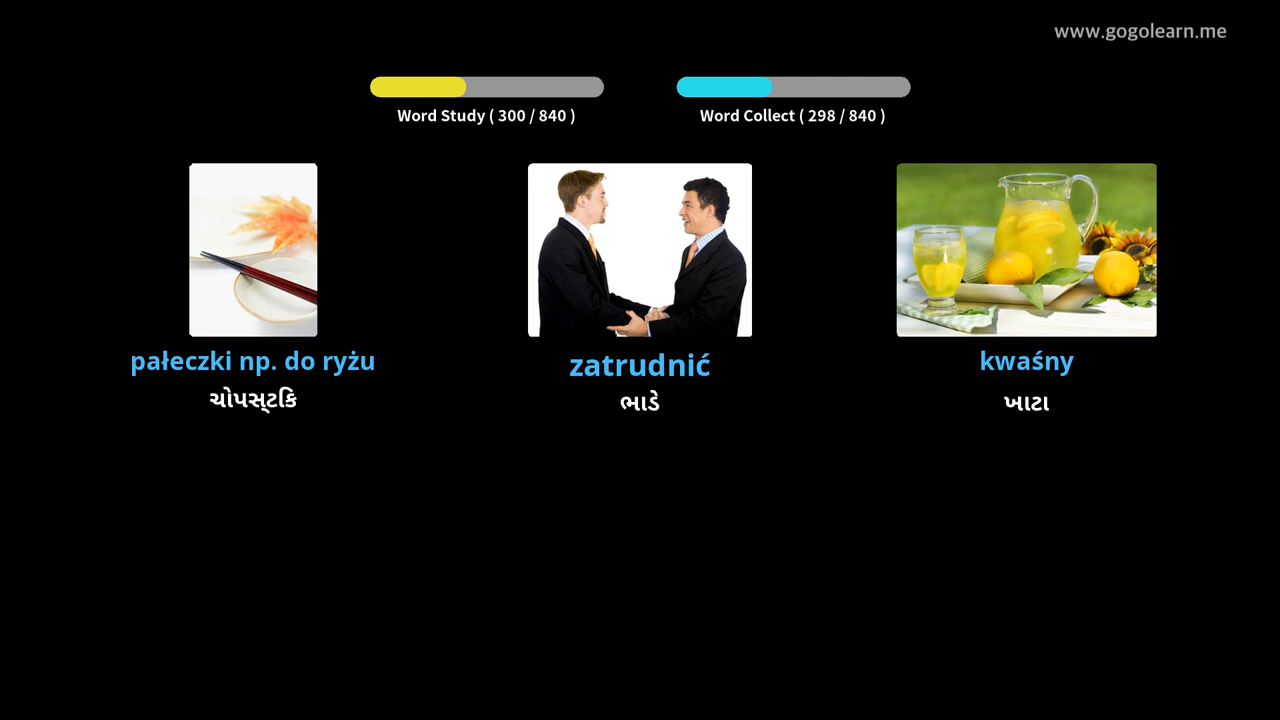 www.gogolearn.me
Word Study ( 300 / 840 )
Word Collect ( 298 / 840 )
pałeczki np. do ryżu
zatrudnić
kwaśny
ચોપસ્ટિક
ભાડે
ખાટા